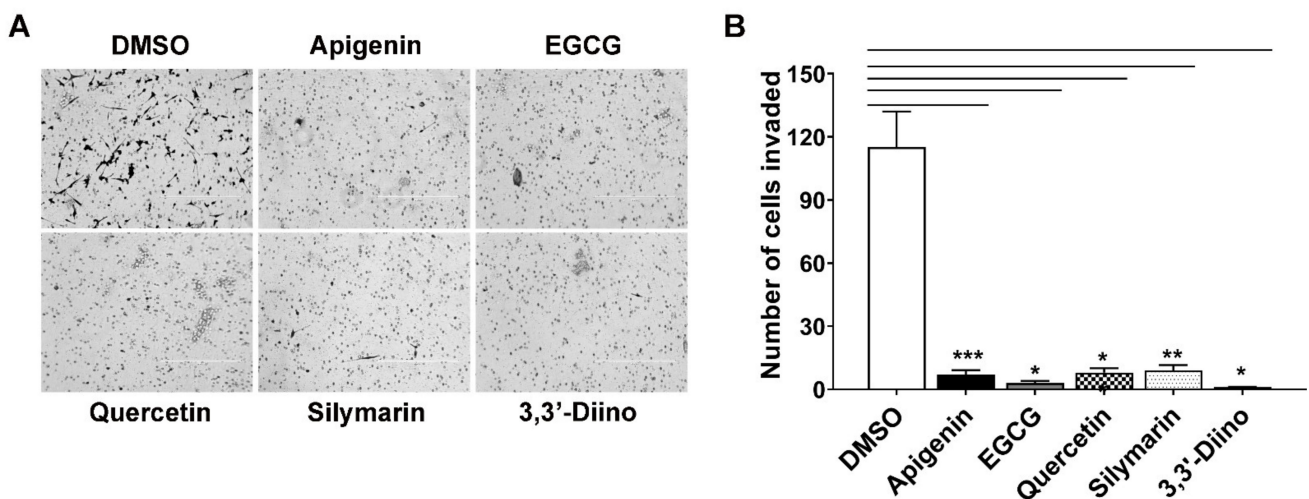 A
DMSO Apigenin EGCG
Quercetin Silymarin 3,3'-Diino
B
Number of cells invaded
150
120
90
60
30
0
*** * * ** *
DMSO
Apigenin
EGCG
Quercetin
Silymarin
3,3'-Diino